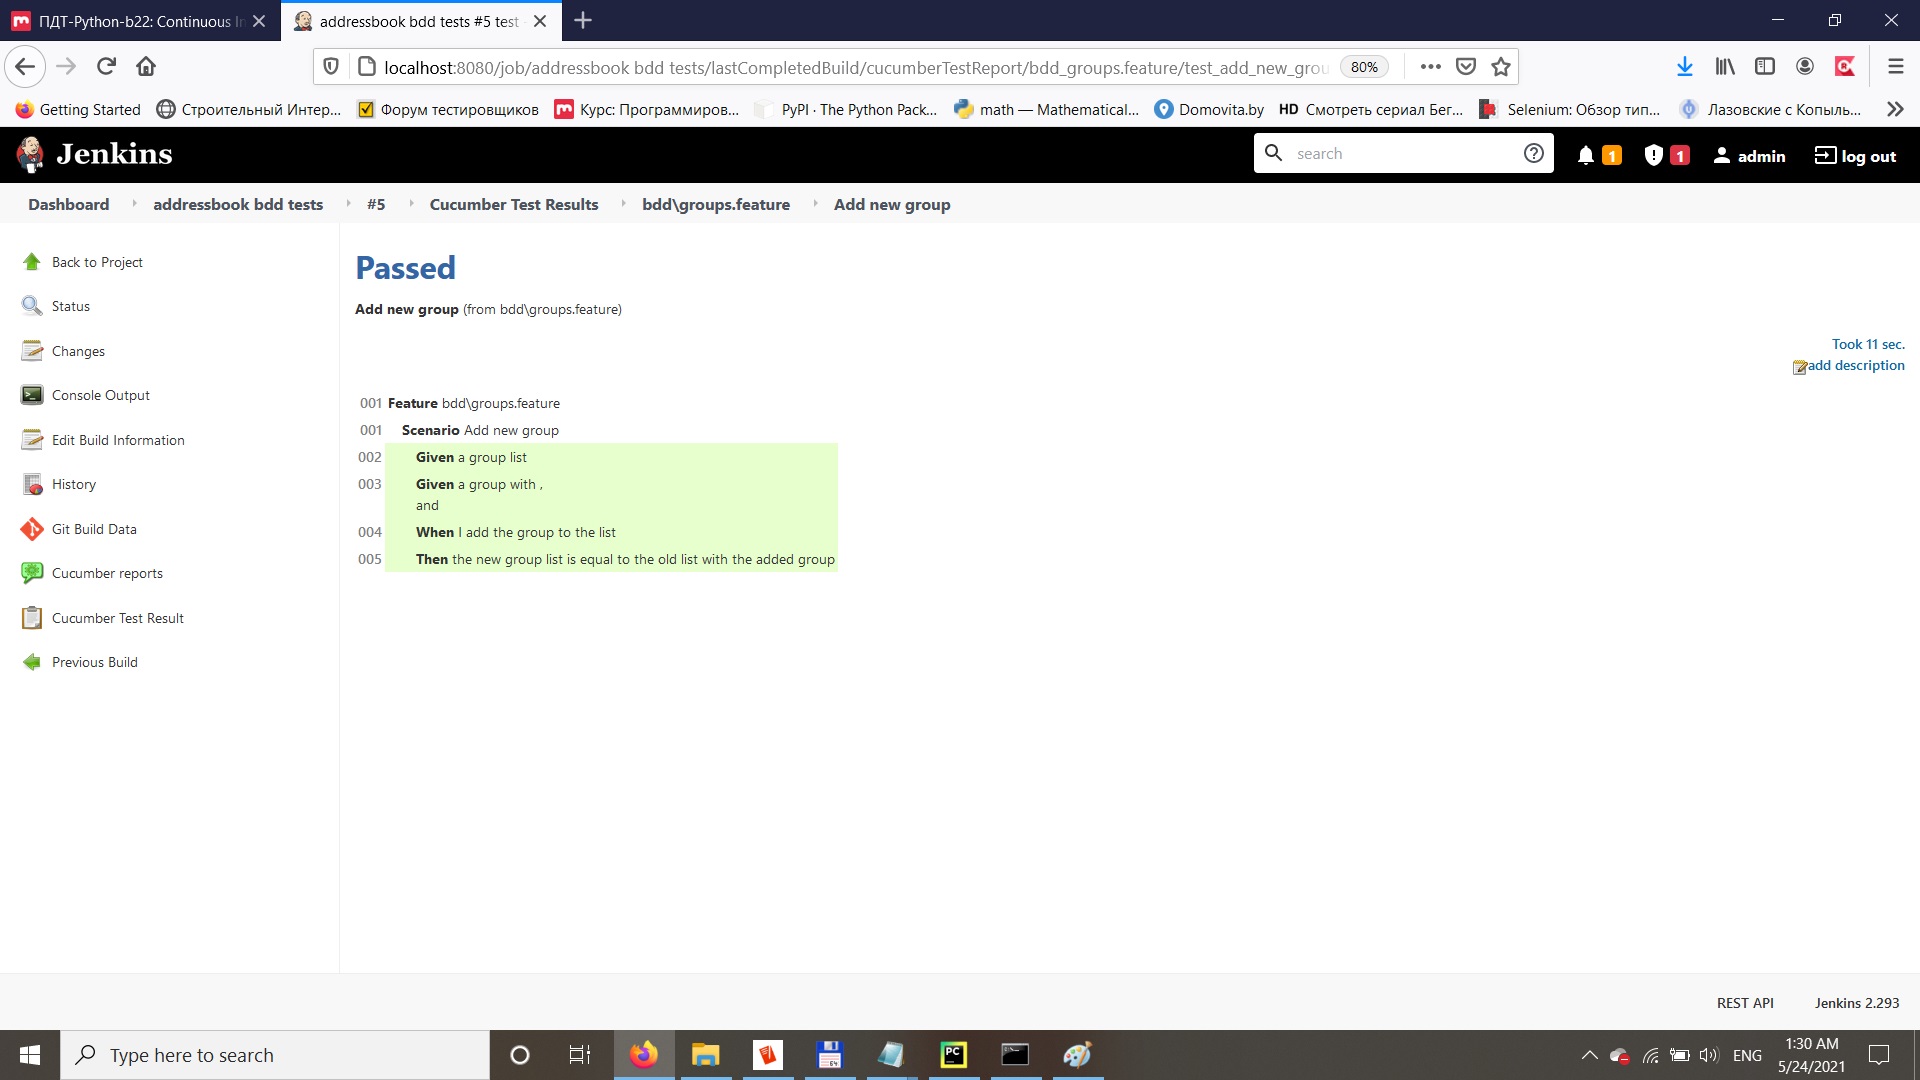 ПДТ-Python-b22: Continuous In
addressbook bdd tests #5 test
localhost:8080/job/addressbook bdd tests/lastCompletedBuild/cucumberTestReport/bdd_groups.feature/test_add_new_grou
80%
Getting Started
Строительный Интер...
Форум тестировщиков
Курс: Программиров...
PyPI · The Python Pack...
math — Mathematical...
Domovita.by
HD Смотреть сериал Бег...
Selenium: Обзор тип...
Лазовские с Копыль...
Jenkins
search
1
1
admin
log out
Dashboard
addressbook bdd tests
#5
Cucumber Test Results
bdd\groups.feature
Add new group
Back to Project
Status
Changes
Console Output
Edit Build Information
History
Git Build Data
Cucumber reports
Cucumber Test Result
Previous Build
Passed
Add new group (from bdd\groups.feature)
Took 11 sec.
add description
001 Feature bdd\groups.feature
001 Scenario Add new group
002 Given a group list
003 Given a group with ,
and
004 When I add the group to the list
005 Then the new group list is equal to the old list with the added group
REST API
Jenkins 2.293
Type here to search
PC
64
ENG
1:30 AM
5/24/2021